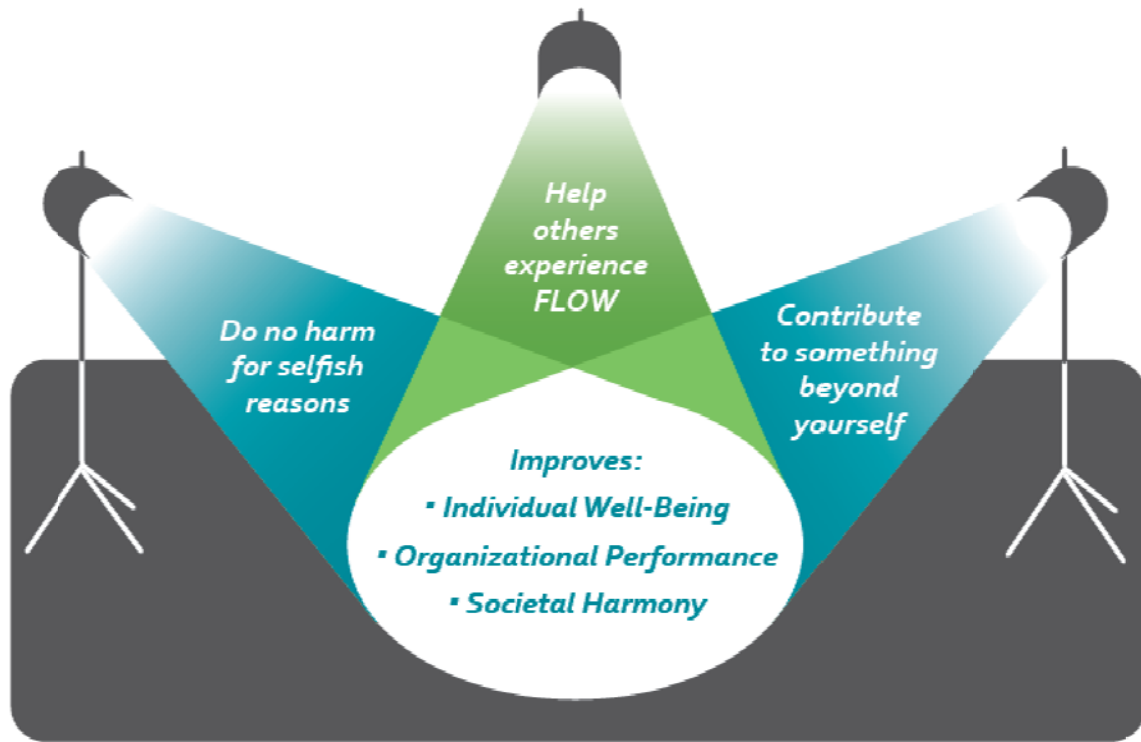 Help
others
experience
FLOW
Do no harm
for selfish
reasons
Contribute
to something
beyond
yourself
Improves:
▪ Individual Well-Being
▪ Organizational Performance
▪ Societal Harmony